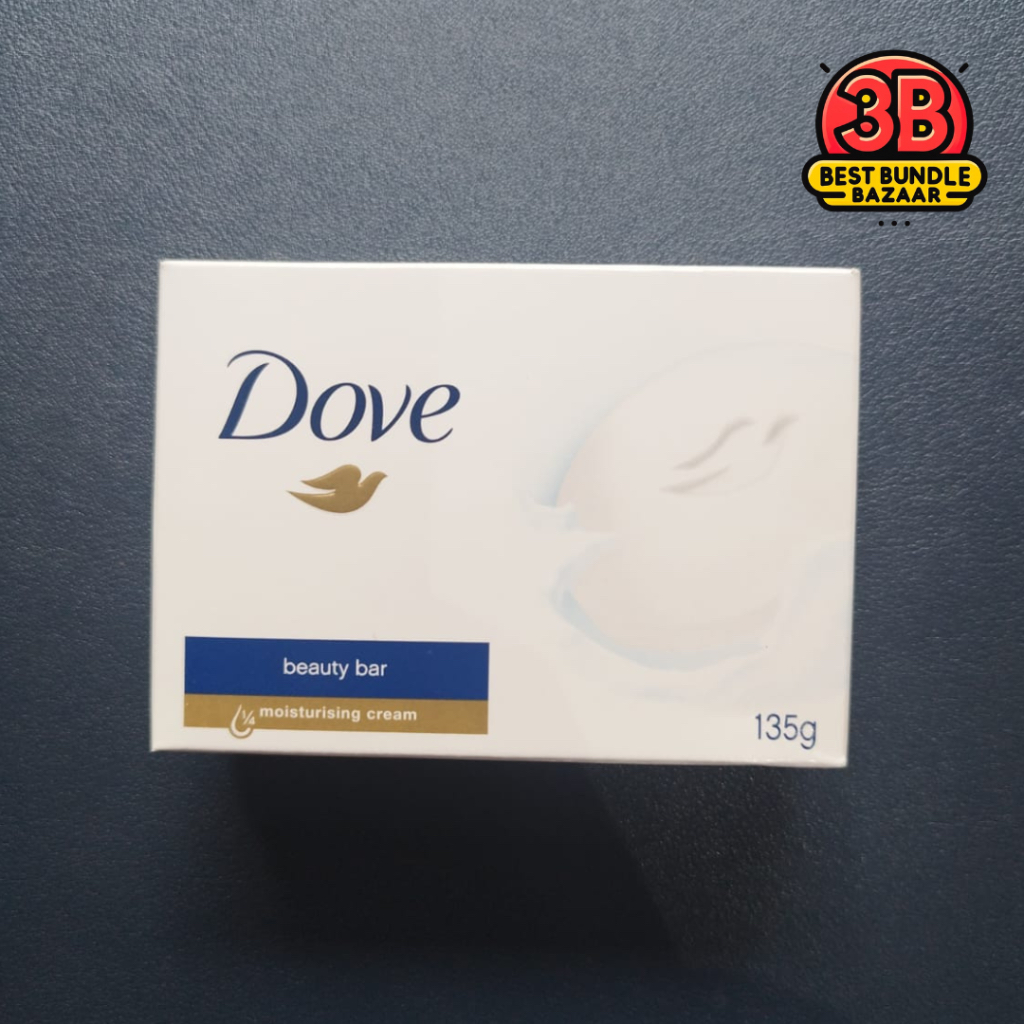 3B
BEST BUNDLE
BAZAAR
Dove
beauty bar
¼ moisturising cream
135g